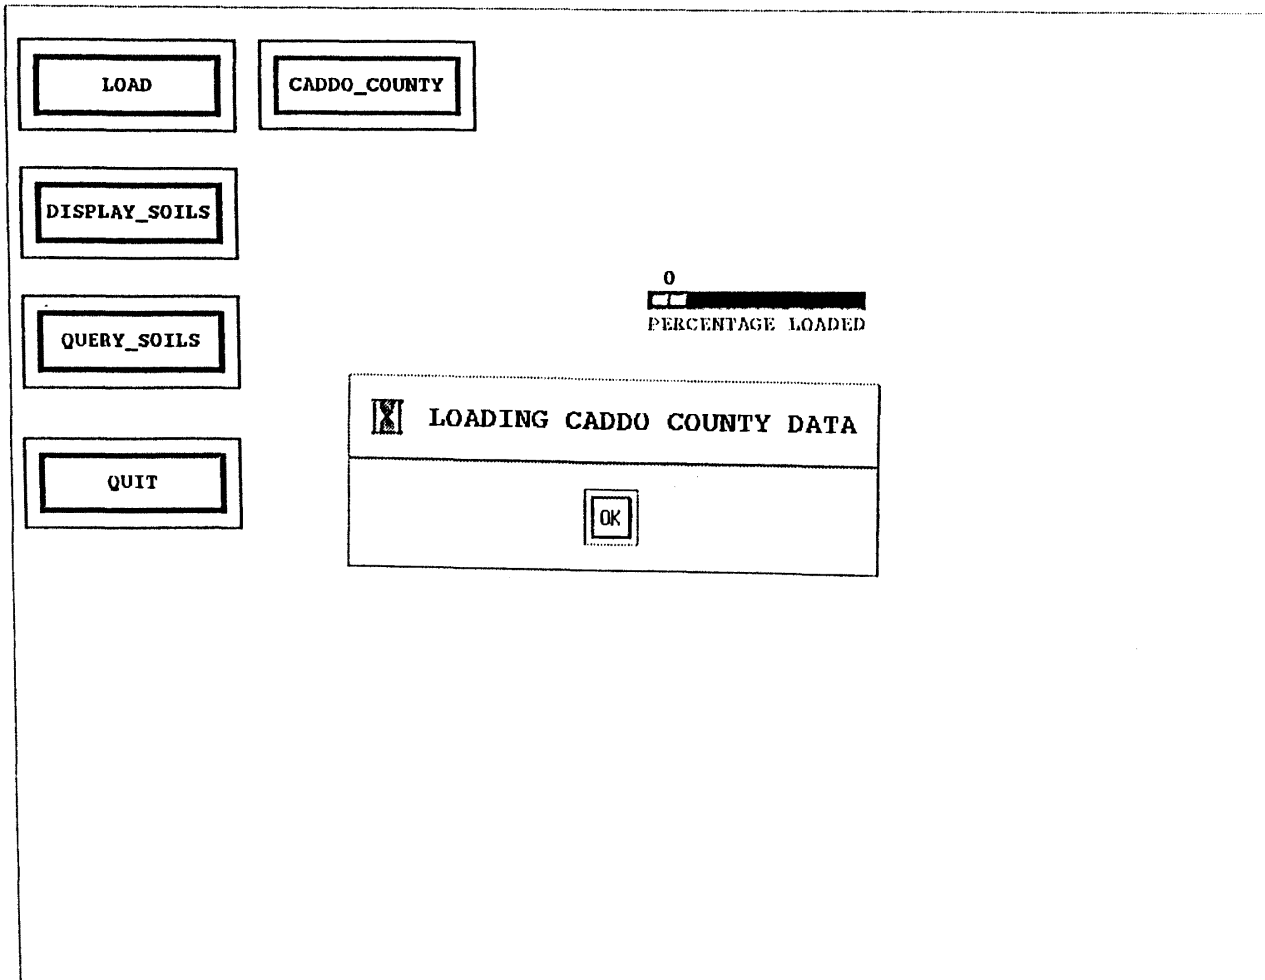 LOAD
CADDO_COUNTY
DISPLAY_SOILS
0
PERCENTAGE LOADED
QUERY_SOILS
LOADING CADDO COUNTY DATA
QUIT
OK